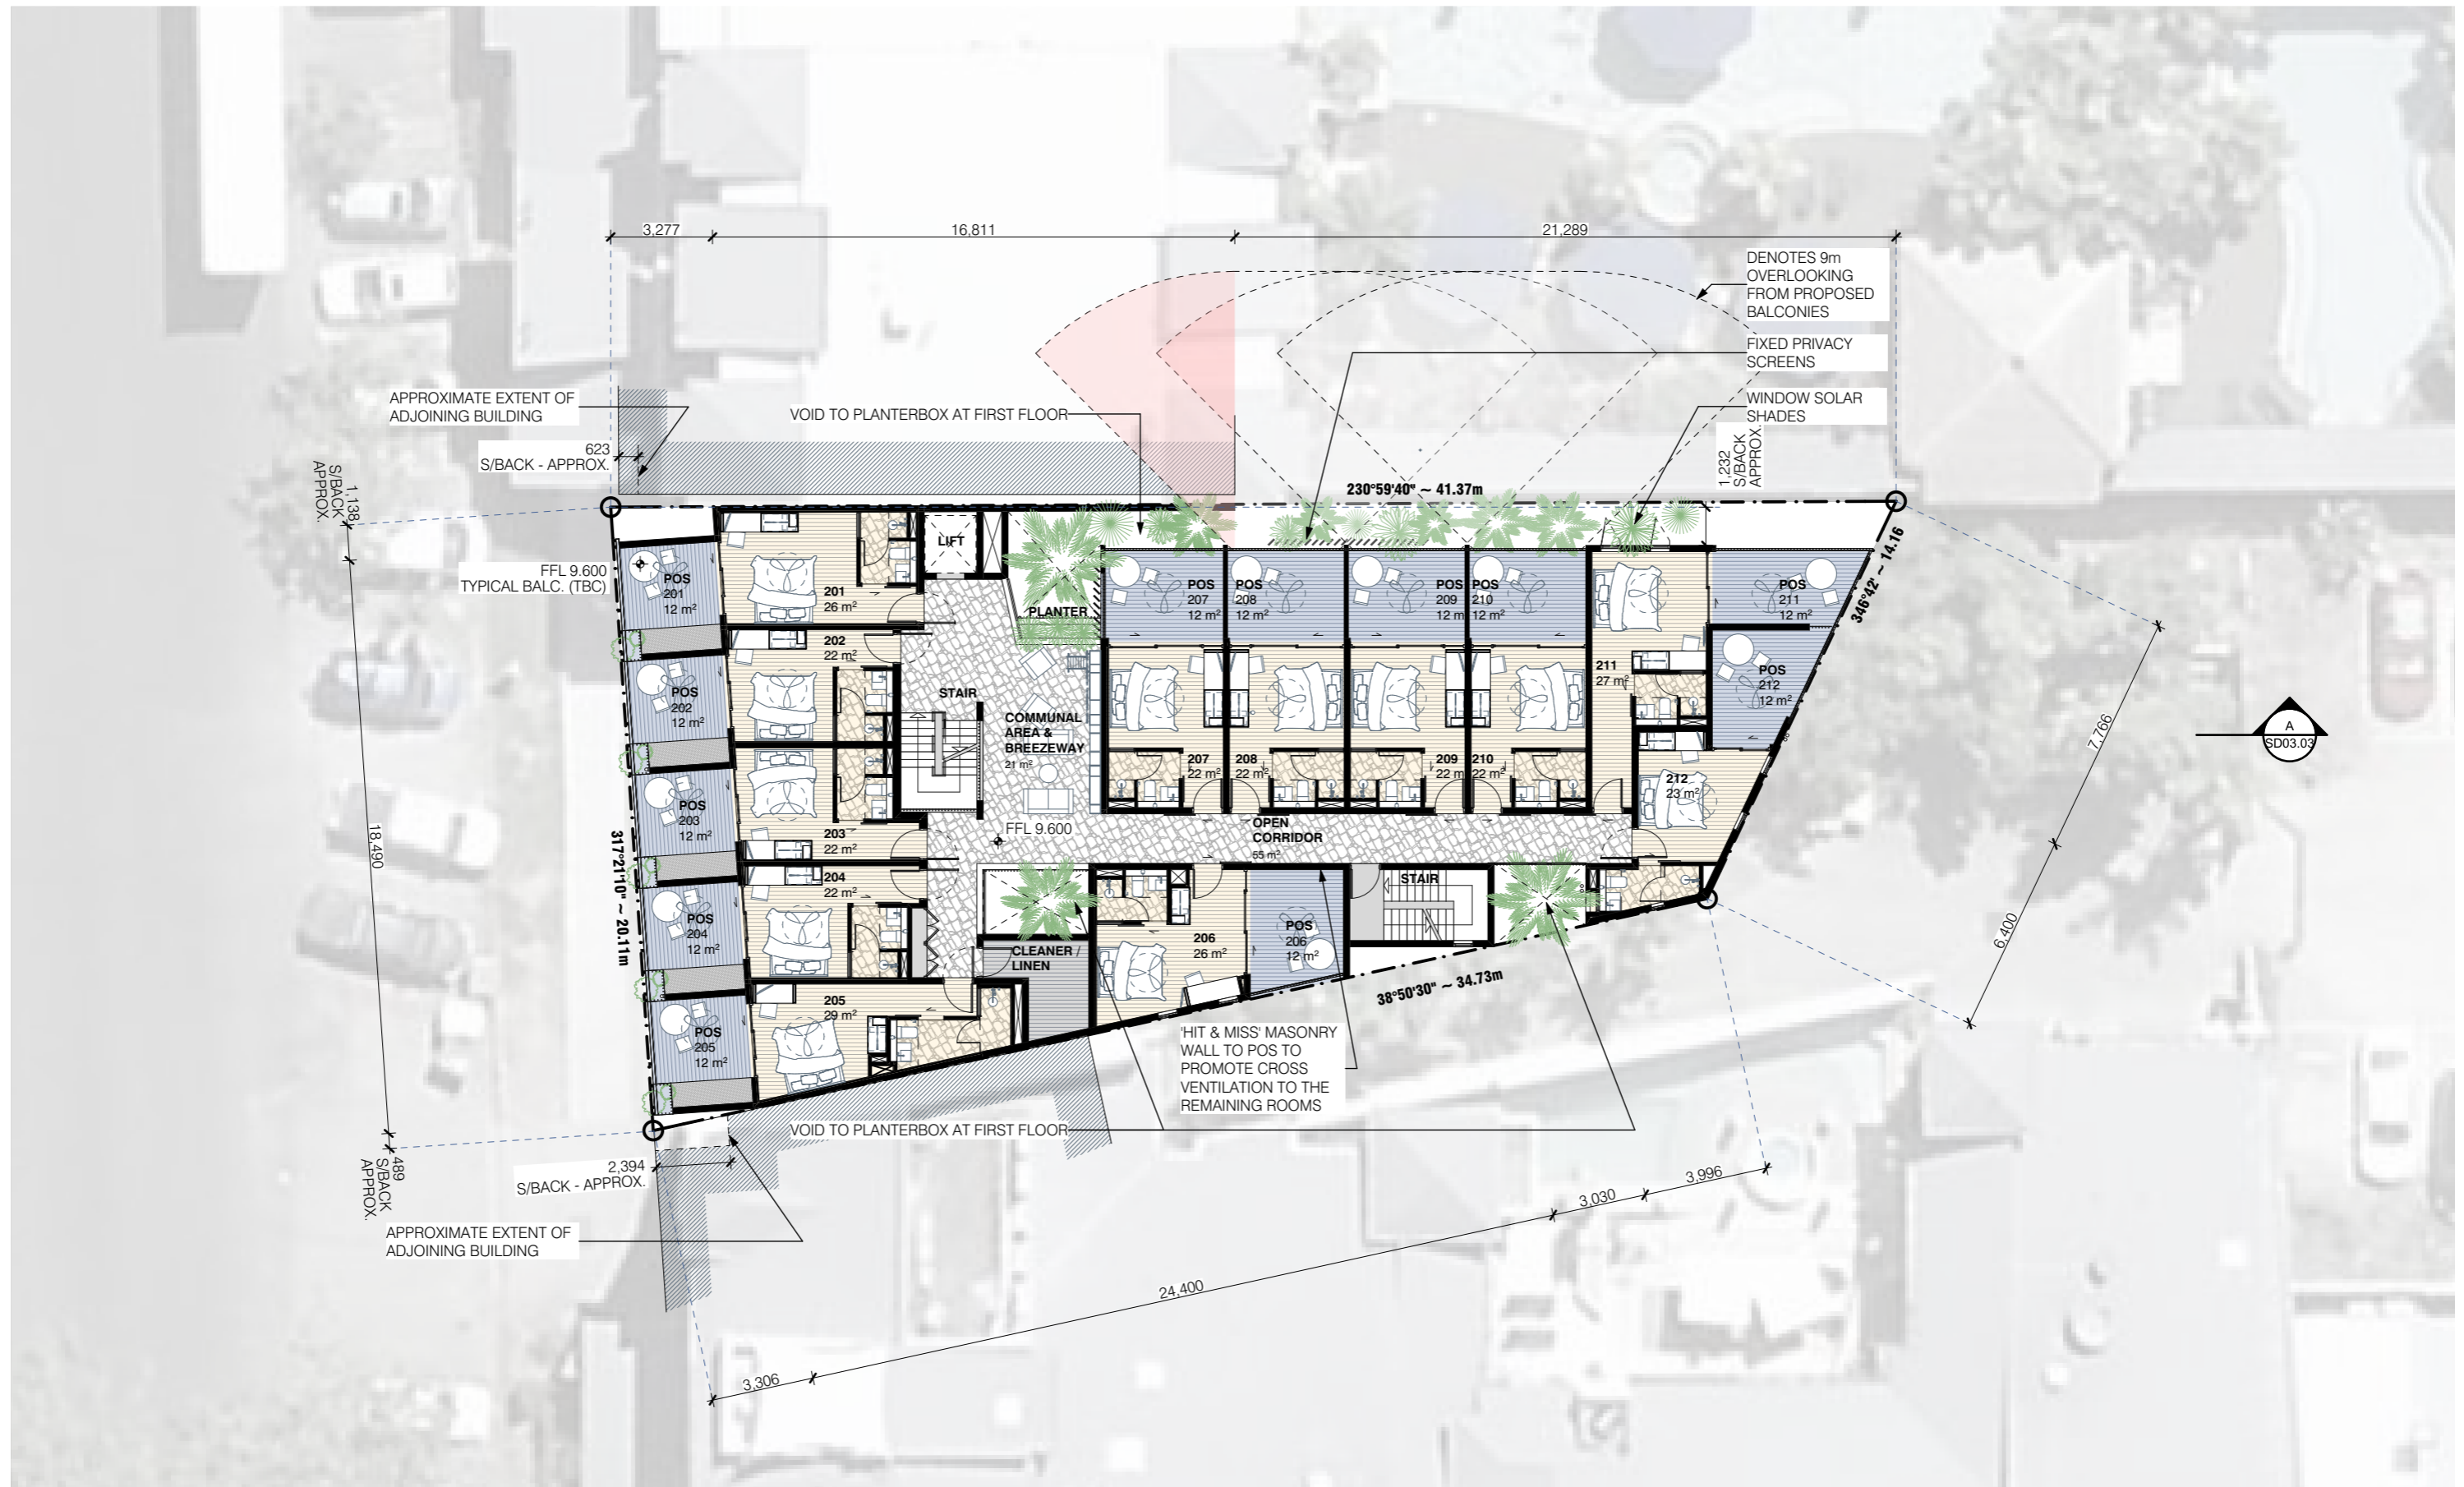 3,277
16,811
21,289
DENOTES 9m
OVERLOOKING
FROM PROPOSED
BALCONIES
FIXED PRIVACY
SCREENS
WINDOW SOLAR
SHADES
1,232
S/BACK
APPROX.
APPROXIMATE EXTENT OF
ADJOINING BUILDING
VOID TO PLANTERBOX AT FIRST FLOOR
623
S/BACK - APPROX.
1,138
S/BACK
APPROX.
230°59'40" ~ 41.37m
346°42' ~ 14.16
FFL 9.600
TYPICAL BALC. (TBC)
POS
201
12 m²
201
26 m²
LIFT
PLANTER
POS
207
12 m²
POS
208
12 m²
POS
209
12 m
POS
210
12 m²
POS
211
12 m²
POS
212
12 m²
202
22 m²
POS
202
12 m²
STAIR
COMMUNAL
AREA &
BREEZEWAY
21 m²
211
27 m²
7,766
A
SD03.03
207
22 m²
208
22 m²
209
22 m
210
22 m²
212
23 m²
POS
203
12 m²
203
22 m²
FFL 9.600
OPEN
CORRIDOR
55 m²
18,490
317°21'10" ~ 20.11m
204
22 m²
POS
204
12 m²
STAIR
CLEANER /
LINEN
206
26 m²
POS
206
12 m²
6,400
38°50'30" ~ 34.73m
205
29 m²
POS
205
12 m²
'HIT & MISS' MASONRY
WALL TO POS TO
PROMOTE CROSS
VENTILATION TO THE
REMAINING ROOMS
VOID TO PLANTERBOX AT FIRST FLOOR
489
S/BACK
APPROX.
2,394
S/BACK - APPROX.
APPROXIMATE EXTENT OF
ADJOINING BUILDING
3,996
3,030
24,400
3,306